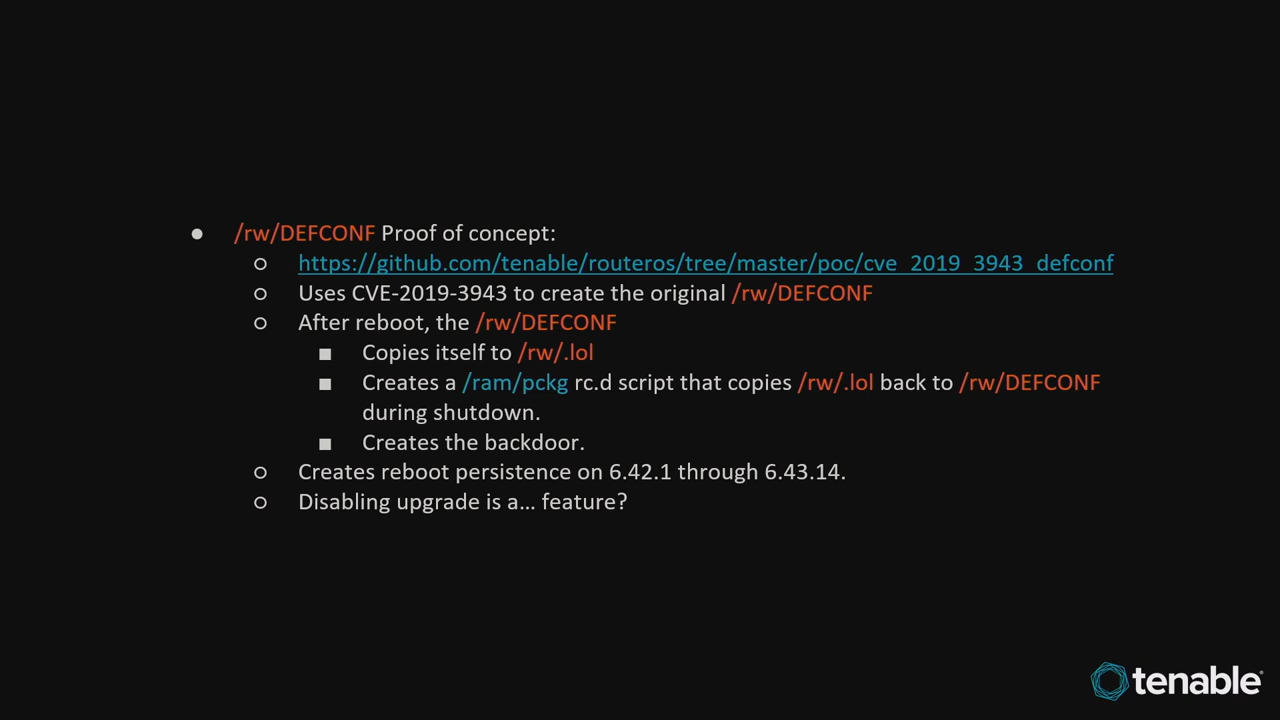 ● /rw/DEFCONF Proof of concept:
○ https://github.com/tenable/routeros/tree/master/poc/cve_2019_3943_defconf
○ Uses CVE-2019-3943 to create the original /rw/DEFCONF
○ After reboot, the /rw/DEFCONF
■ Copies itself to /rw/.lol
■ Creates a /ram/pckg rc.d script that copies /rw/.lol back to /rw/DEFCONF
during shutdown.
■ Creates the backdoor.
○ Creates reboot persistence on 6.42.1 through 6.43.14.
○ Disabling upgrade is a... feature?
tenable®